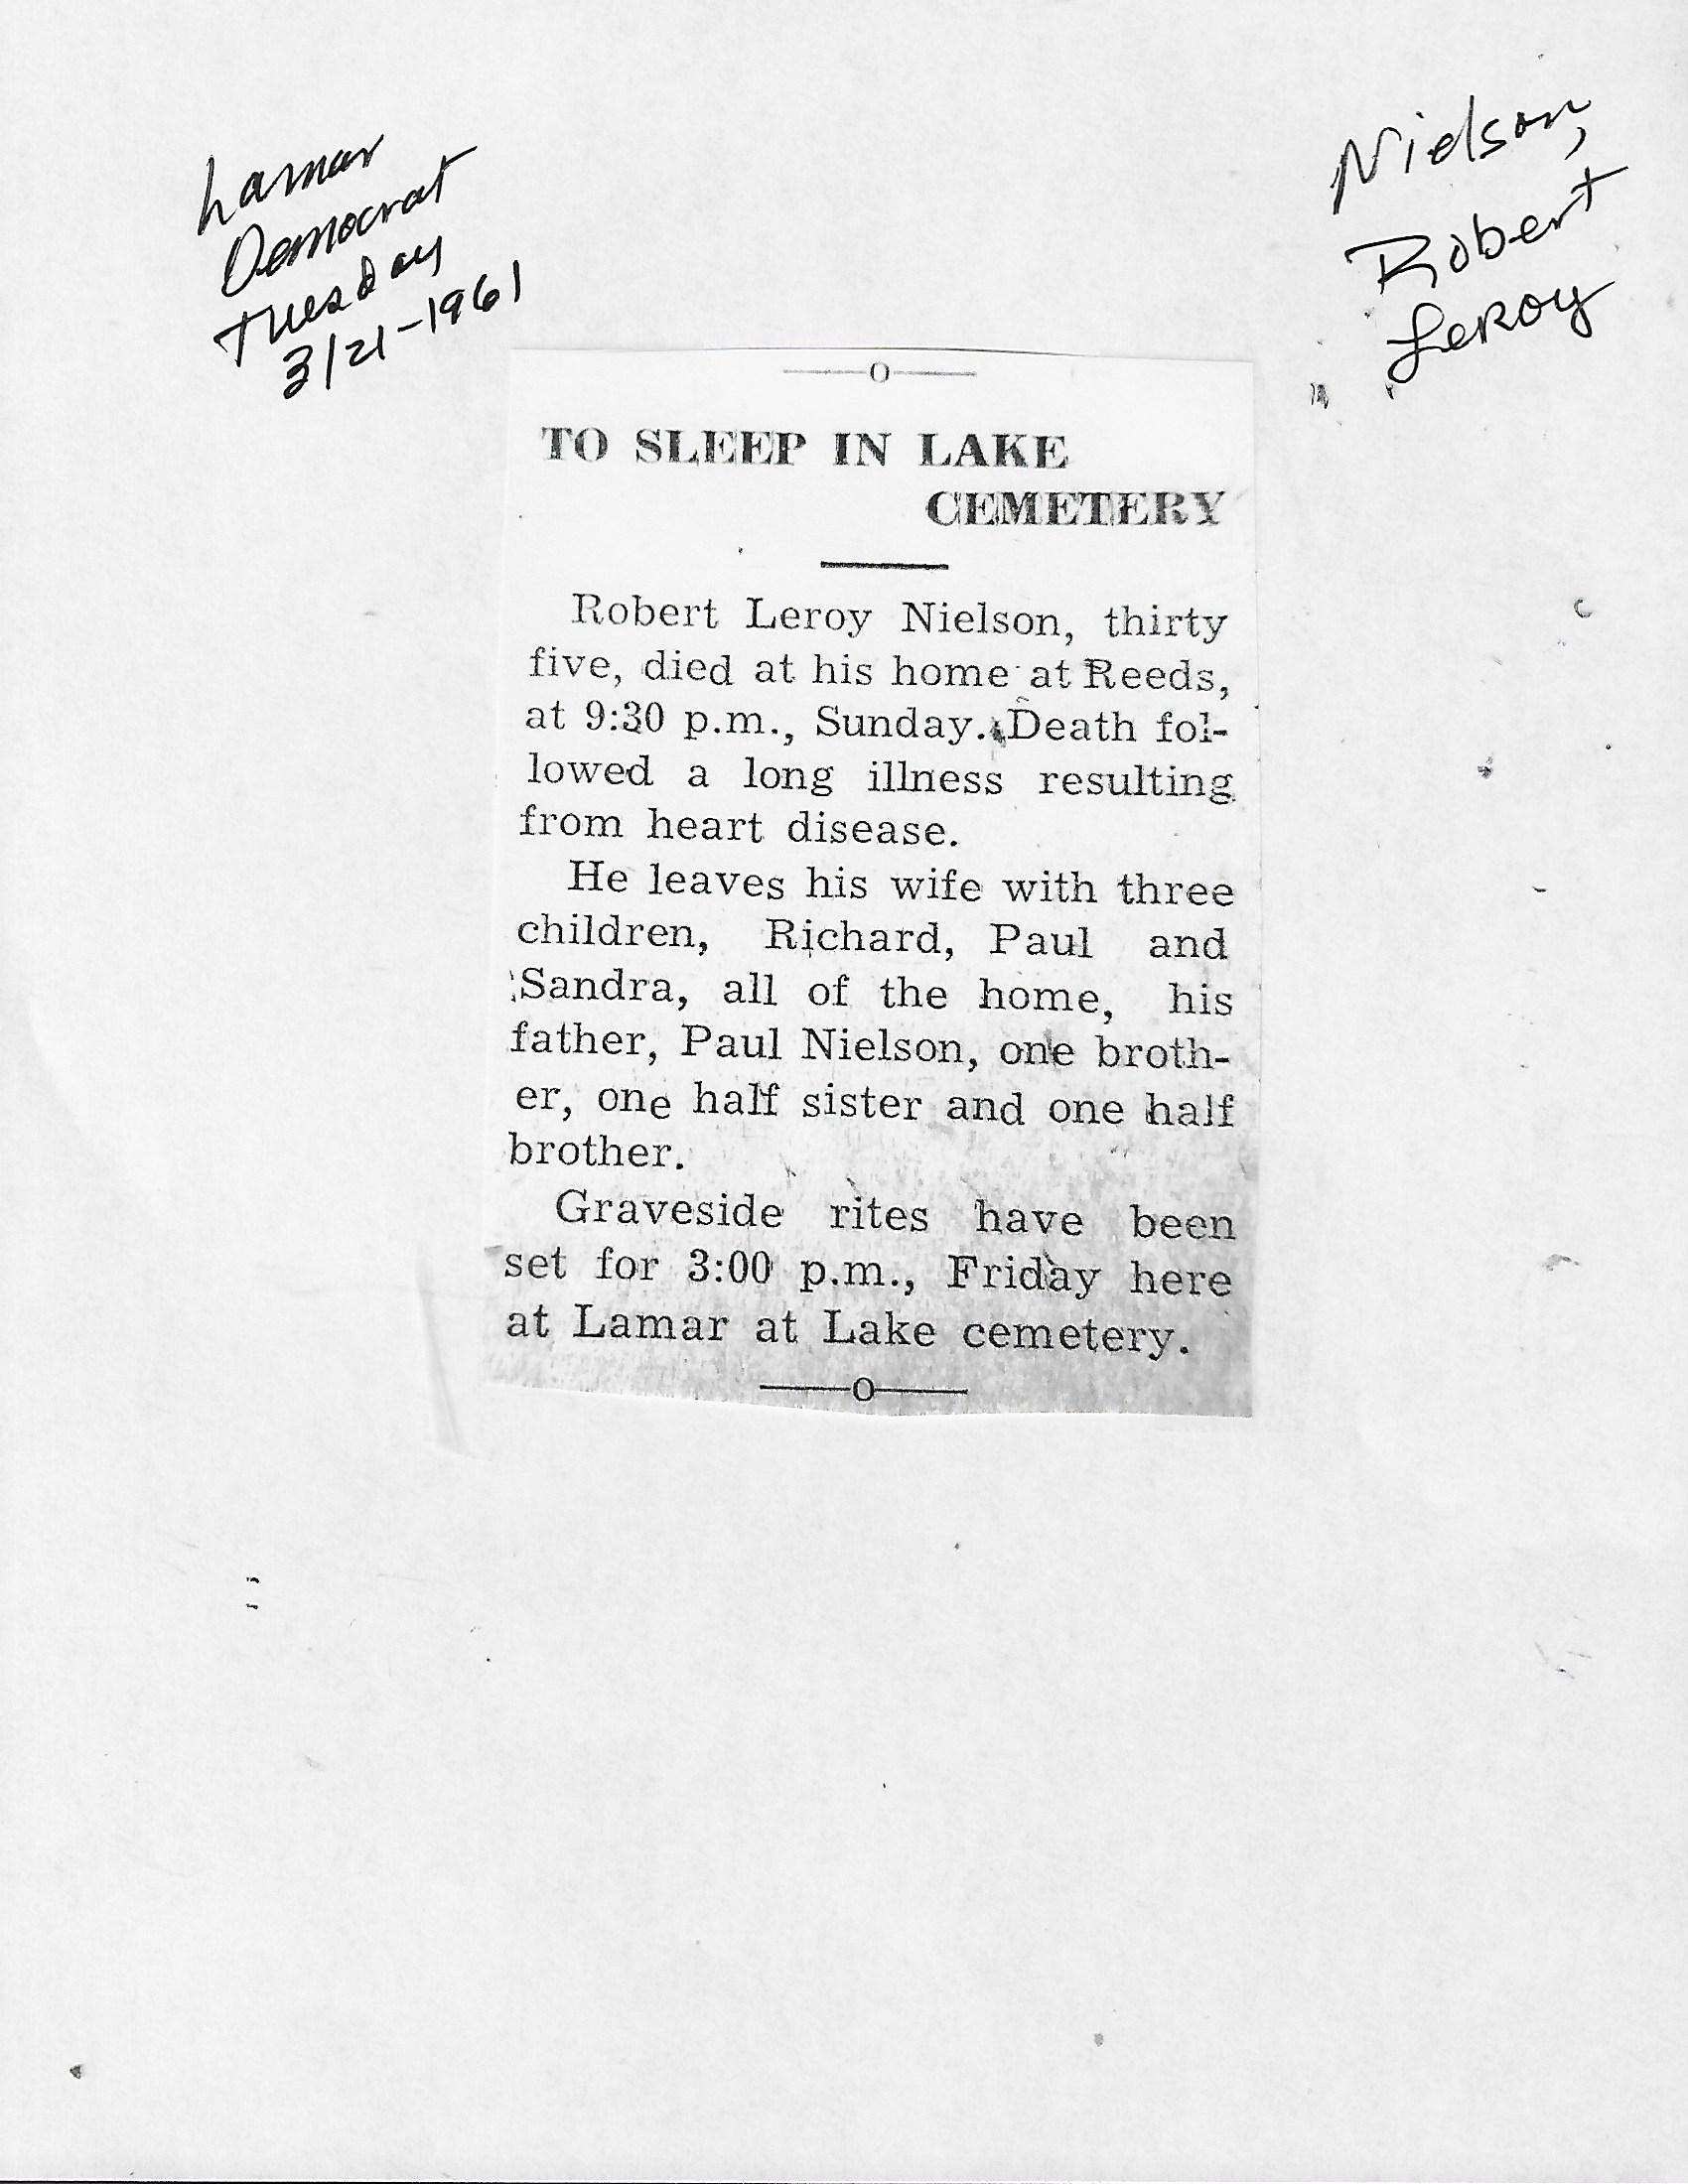 Lamar
Democrat
Tuesday
3/21-1961
Nielson,
Robert
LeRoy
TO SLEEP IN LAKE
CEMETERY
Robert Leroy Nielson, thirty
five, died at his home at Reeds,
at 9:30 p.m., Sunday. Death fol-
lowed a long illness resulting
from heart disease.
He leaves his wife with three
children, Richard, Paul and
Sandra, all of the home, his
father, Paul Nielson, one broth-
er, one half sister and one half
brother.
Graveside rites have been
set for 3:00 p.m., Friday here
at Lamar at Lake cemetery.